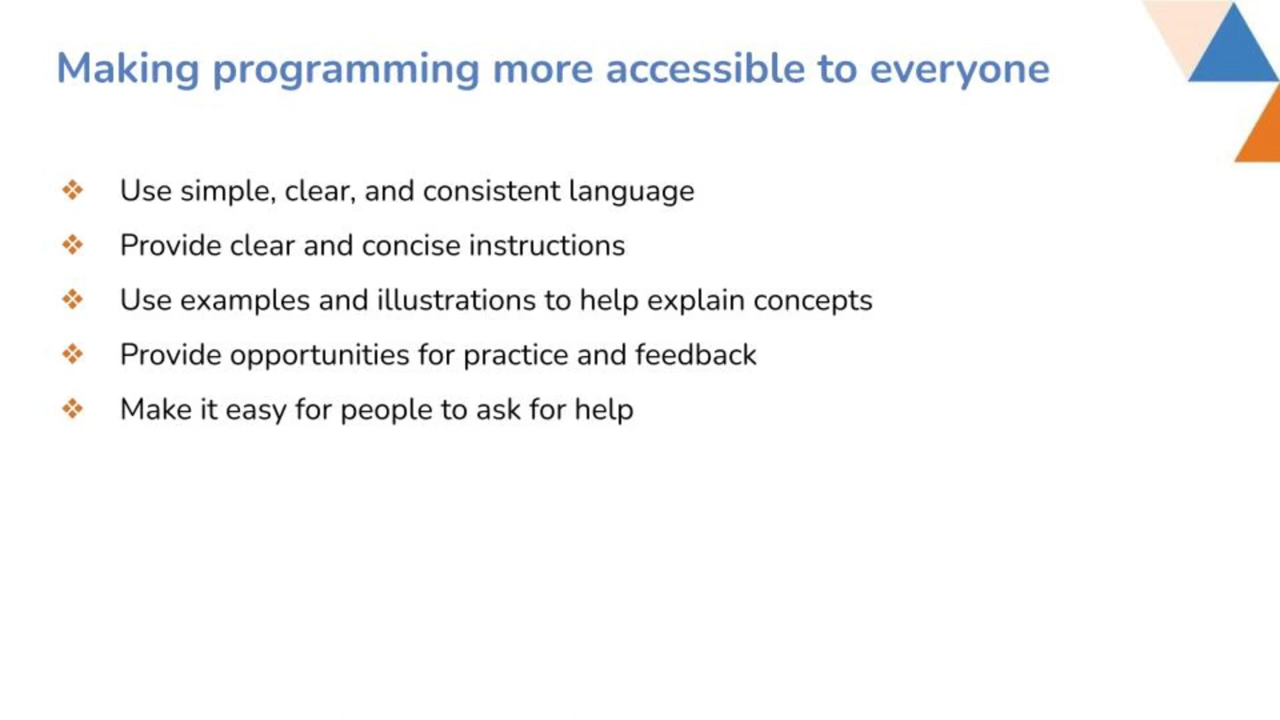 Making programming more accessible to everyone
❖ Use simple, clear, and consistent language
❖ Provide clear and concise instructions
❖ Use examples and illustrations to help explain concepts
❖ Provide opportunities for practice and feedback
❖ Make it easy for people to ask for help